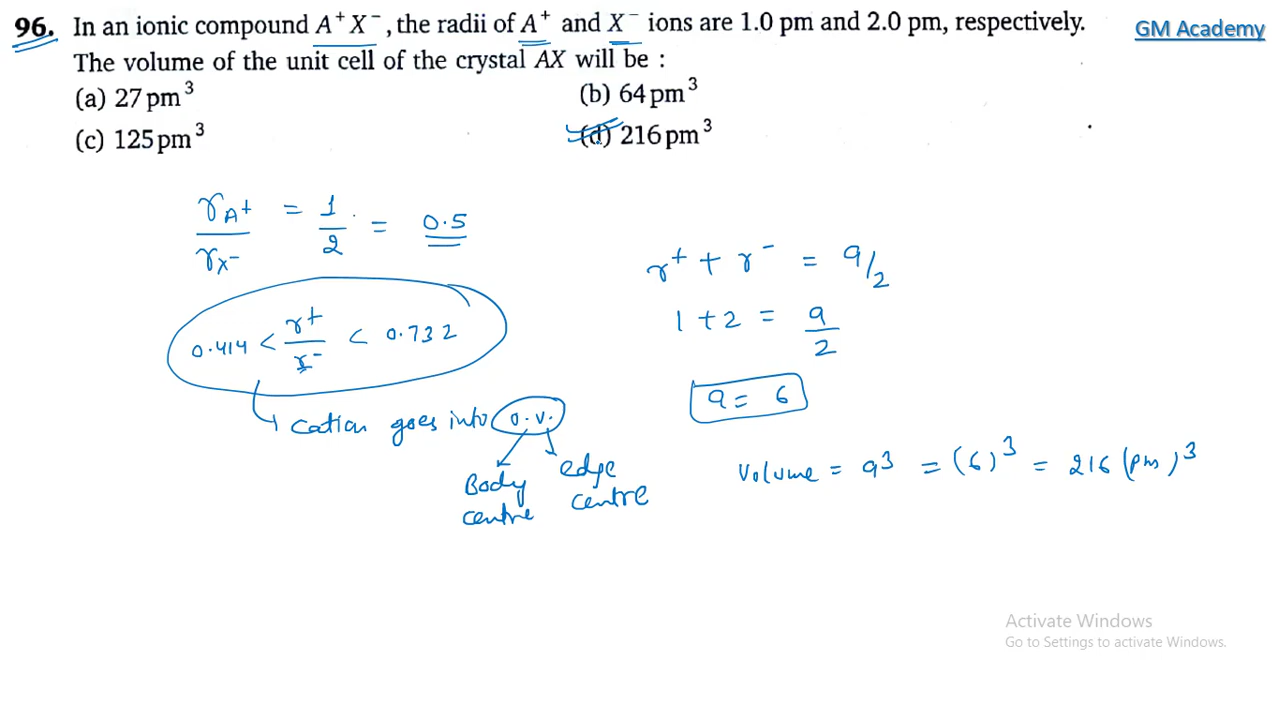 96. In an ionic compound A⁺X⁻, the radii of A⁺ and X⁻ ions are 1.0 pm and 2.0 pm, respectively.
GM Academy
The volume of the unit cell of the crystal AX will be :
(a) 27 pm³
(b) 64 pm³
(c) 125 pm³
(d) 216 pm³
r_A⁺ / r_X⁻ = 1/2 = 0.5
0.414 < r⁺/r⁻ < 0.732
cation goes into O.V.
Body centre
edge centre
r⁺ + r⁻ = a/2
1 + 2 = a/2
a = 6
Volume = a³ = (6)³ = 216 (pm)³
Activate Windows
Go to Settings to activate Windows.